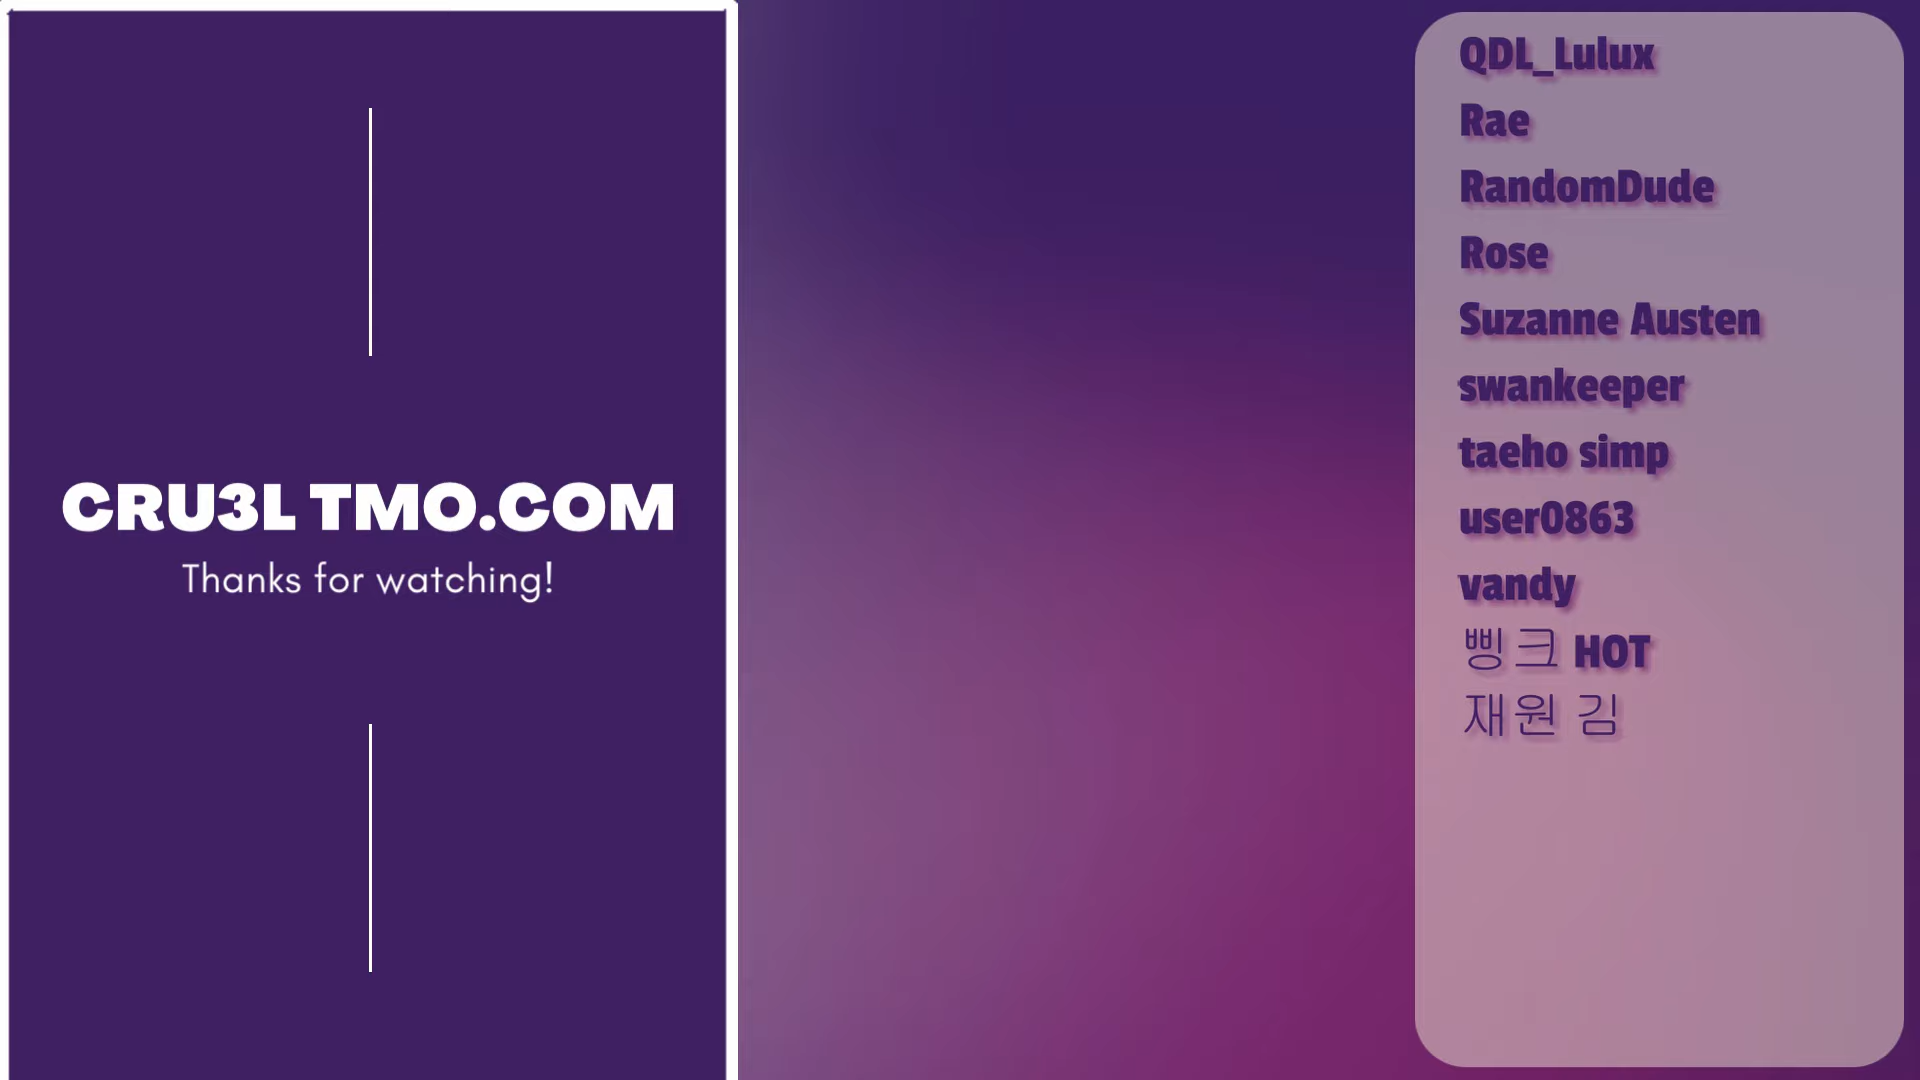 CRU3L TMO.COM
Thanks for watching!
QDL_Lulux
Rae
RandomDude
Rose
Suzanne Austen
swankeeper
taeho simp
user0863
vandy
삥크 HOT
재원 김